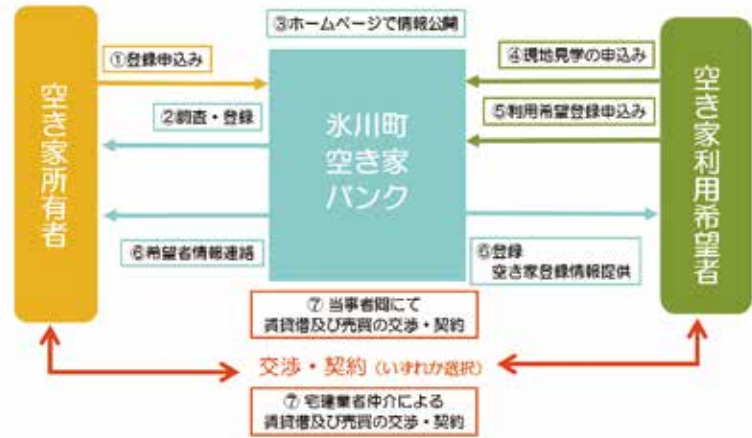 ③ホームページで情報公開
空き家所有者
①登録申込み
②調査・登録
⑥希望者情報連絡
氷川町
空き家
バンク
④現地見学の申込み
⑤利用希望登録申込み
⑥登録
空き家登録情報提供
空き家利用希望者
⑦ 当事者間にて
賃貸借及び売買の交渉・契約
交渉・契約(いずれか選択)
⑦ 宅建業者仲介による
賃貸借及び売買の交渉・契約